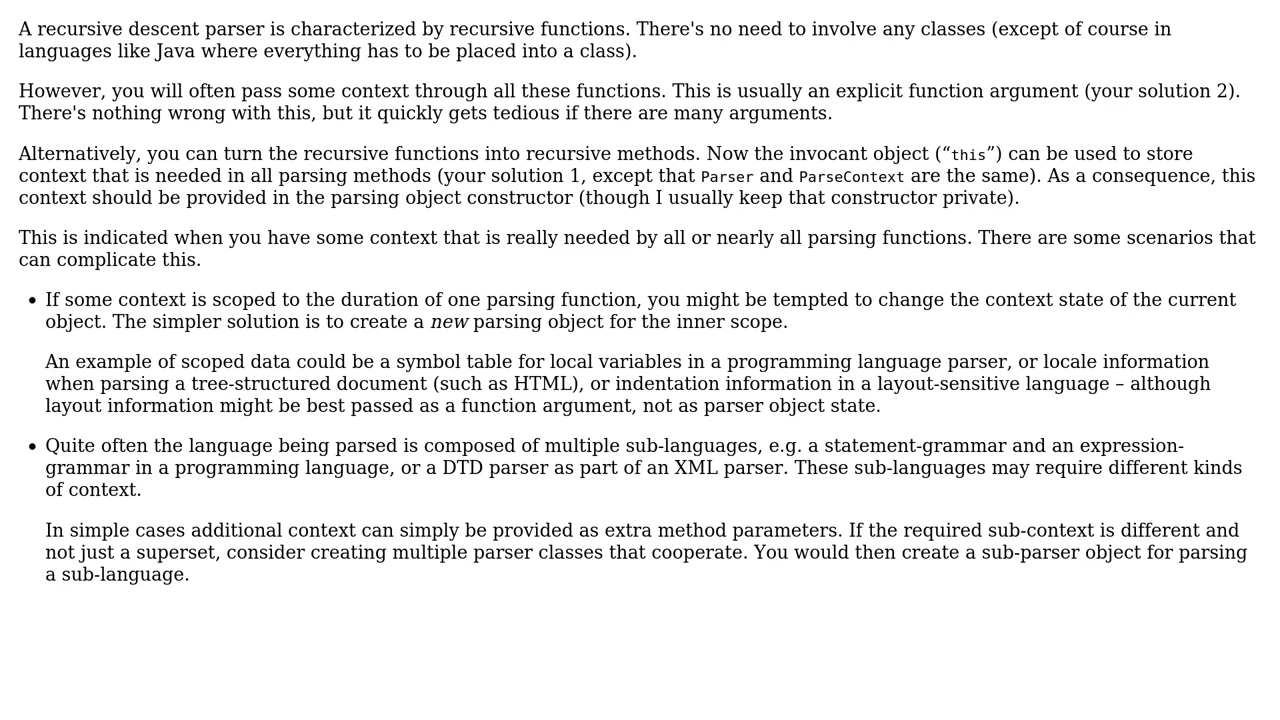 A recursive descent parser is characterized by recursive functions. There's no need to involve any classes (except of course in
languages like Java where everything has to be placed into a class).
However, you will often pass some context through all these functions. This is usually an explicit function argument (your solution 2).
There's nothing wrong with this, but it quickly gets tedious if there are many arguments.
Alternatively, you can turn the recursive functions into recursive methods. Now the invocant object (“this”) can be used to store
context that is needed in all parsing methods (your solution 1, except that Parser and ParseContext are the same). As a consequence, this
context should be provided in the parsing object constructor (though I usually keep that constructor private).
This is indicated when you have some context that is really needed by all or nearly all parsing functions. There are some scenarios that
can complicate this.
• If some context is scoped to the duration of one parsing function, you might be tempted to change the context state of the current
object. The simpler solution is to create a new parsing object for the inner scope.
An example of scoped data could be a symbol table for local variables in a programming language parser, or locale information
when parsing a tree-structured document (such as HTML), or indentation information in a layout-sensitive language – although
layout information might be best passed as a function argument, not as parser object state.
• Quite often the language being parsed is composed of multiple sub-languages, e.g. a statement-grammar and an expression-
grammar in a programming language, or a DTD parser as part of an XML parser. These sub-languages may require different kinds
of context.
In simple cases additional context can simply be provided as extra method parameters. If the required sub-context is different and
not just a superset, consider creating multiple parser classes that cooperate. You would then create a sub-parser object for parsing
a sub-language.